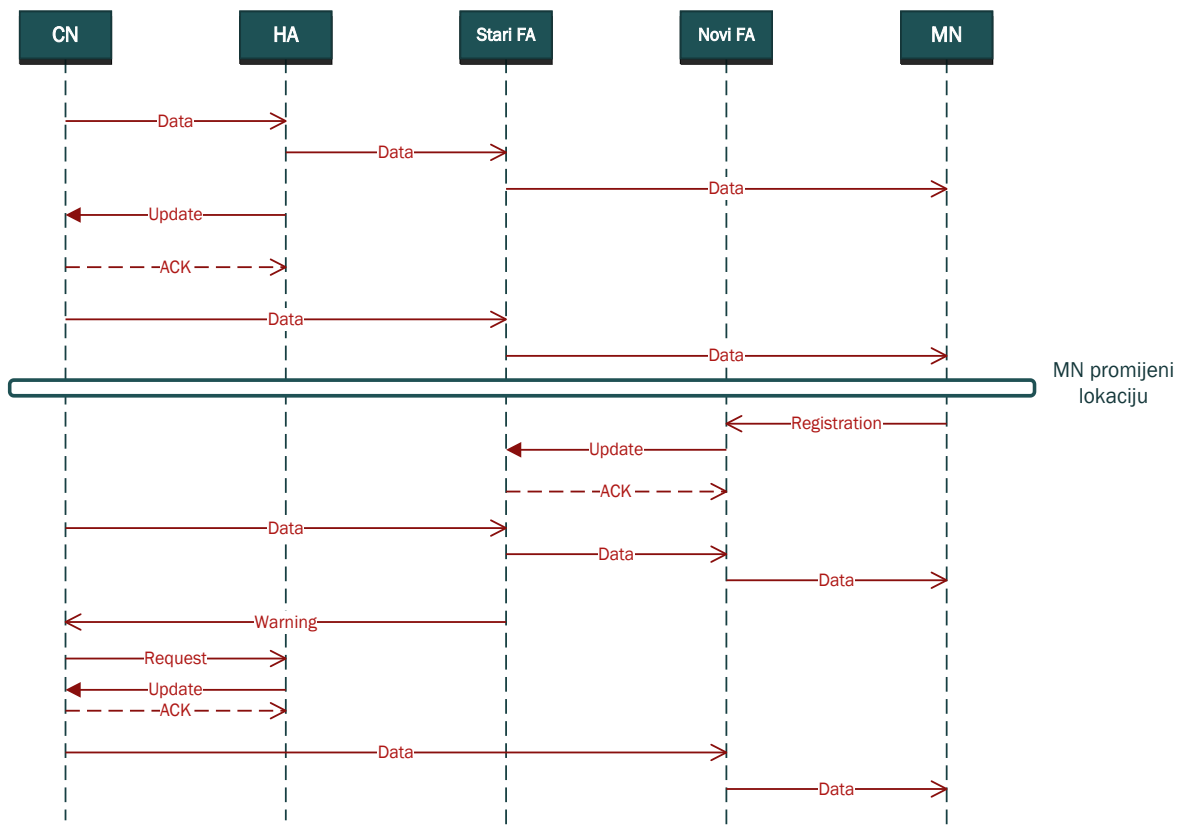 CN
HA
Stari FA
Novi FA
MN
Data
Data
Data
Update
ACK
Data
Data
MN promijeni
lokaciju
Registration
Update
ACK
Data
Data
Data
Warning
Request
Update
ACK
Data
Data